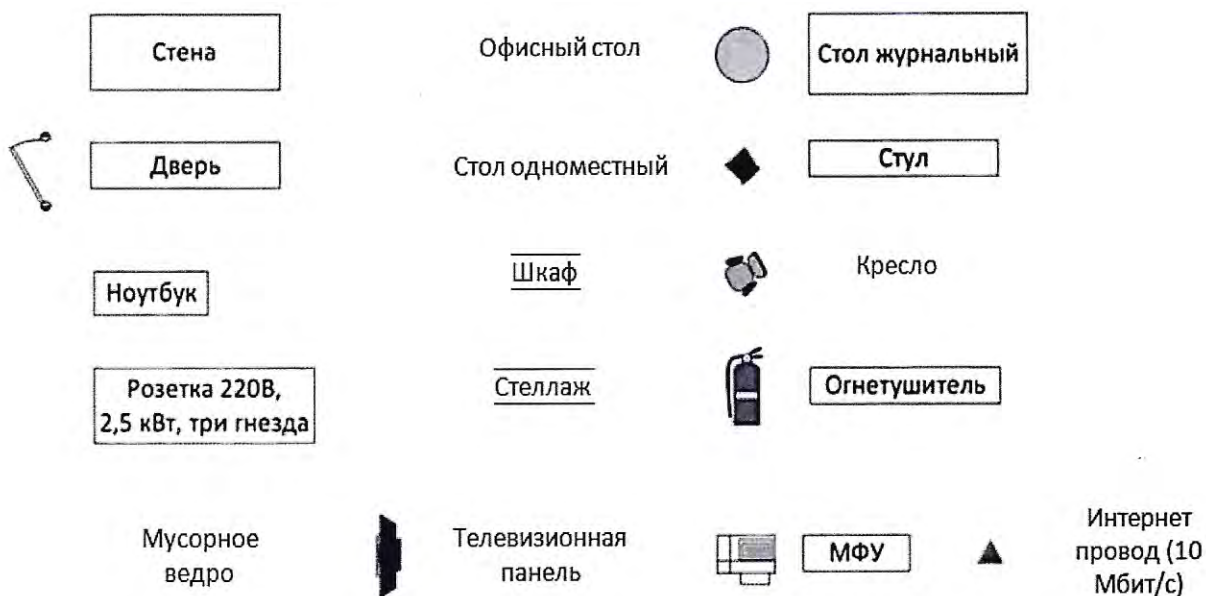 Стена
Офисный стол
Стол журнальный
Дверь
Стол одноместный
Стул
Ноутбук
Шкаф
Кресло
Розетка 220В,
2,5 кВт, три гнезда
Стеллаж
Огнетушитель
Мусорное
ведро
Телевизионная
панель
МФУ
Интернет
провод (10
Мбит/с)